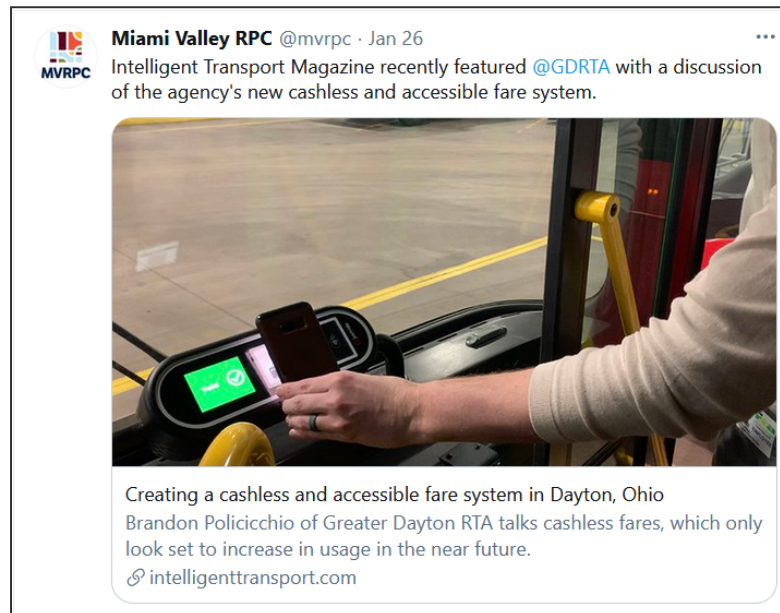 Miami Valley RPC @mvrpc · Jan 26
Intelligent Transport Magazine recently featured @GDRTA with a discussion
of the agency's new cashless and accessible fare system.
MVRPC
Valid
Creating a cashless and accessible fare system in Dayton, Ohio
Brandon Policicchio of Greater Dayton RTA talks cashless fares, which only
look set to increase in usage in the near future.
intelligenttransport.com